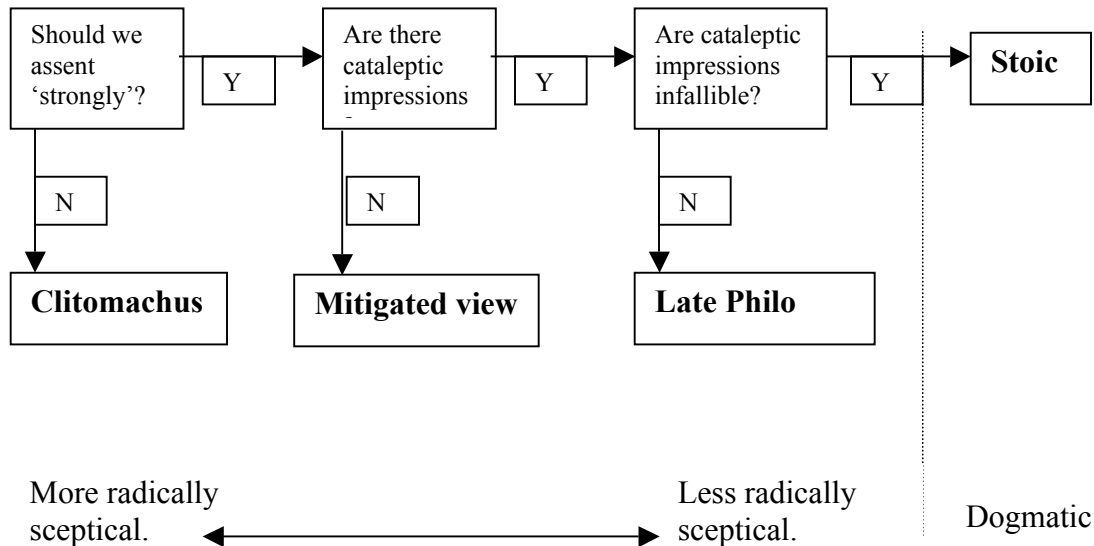 Should we
assent
‘strongly’?
Y
Are there
cataleptic
impressions
Y
Are cataleptic
impressions
infallible?
Y
Stoic
N
N
N
Clitomachus
Mitigated view
Late Philo
More radically
sceptical.
Less radically
sceptical.
Dogmatic